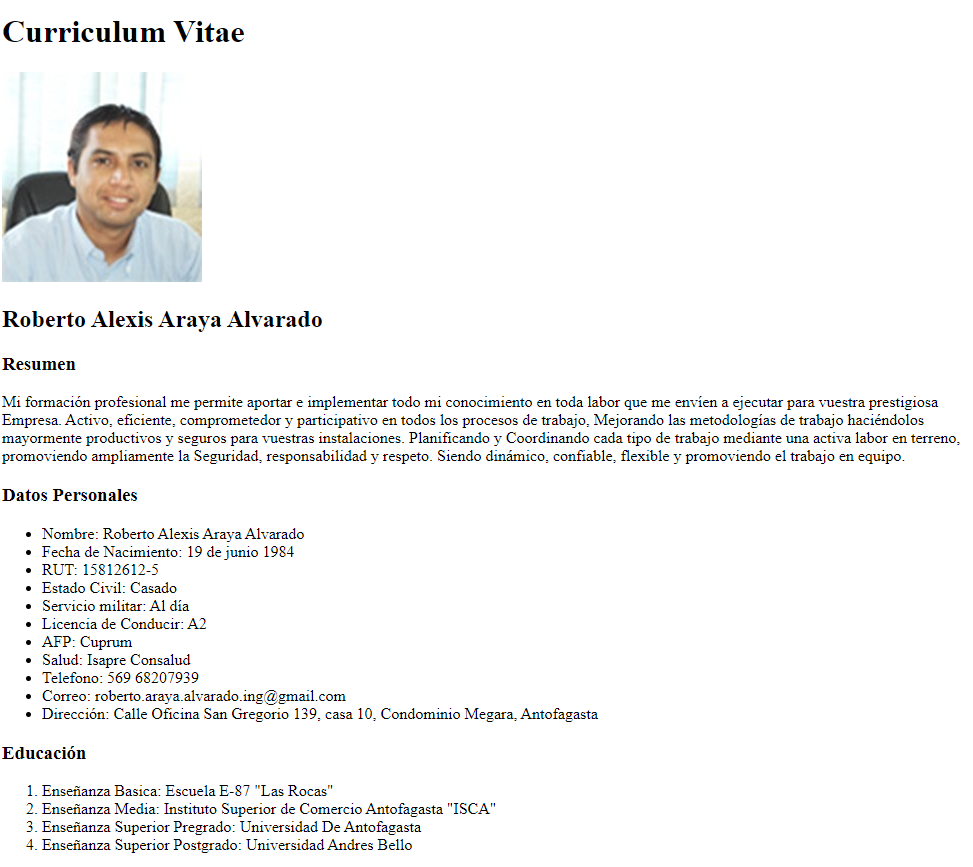 Curriculum Vitae
Roberto Alexis Araya Alvarado
Resumen
Mi formación profesional me permite aportar e implementar todo mi conocimiento en toda labor que me envíen a ejecutar para vuestra prestigiosa
Empresa. Activo, eficiente, comprometedor y participativo en todos los procesos de trabajo, Mejorando las metodologías de trabajo haciéndolos
mayormente productivos y seguros para vuestras instalaciones. Planificando y Coordinando cada tipo de trabajo mediante una activa labor en terreno,
promoviendo ampliamente la Seguridad, responsabilidad y respeto. Siendo dinámico, confiable, flexible y promoviendo el trabajo en equipo.
Datos Personales
• Nombre: Roberto Alexis Araya Alvarado
• Fecha de Nacimiento: 19 de junio 1984
• RUT: 15812612-5
• Estado Civil: Casado
• Servicio militar: Al día
• Licencia de Conducir: A2
• AFP: Cuprum
• Salud: Isapre Consalud
• Telefono: 569 68207939
• Correo: roberto.araya.alvarado.ing@gmail.com
• Dirección: Calle Oficina San Gregorio 139, casa 10, Condominio Megara, Antofagasta
Educación
1. Enseñanza Basica: Escuela E-87 "Las Rocas"
2. Enseñanza Media: Instituto Superior de Comercio Antofagasta "ISCA"
3. Enseñanza Superior Pregrado: Universidad De Antofagasta
4. Enseñanza Superior Postgrado: Universidad Andres Bello